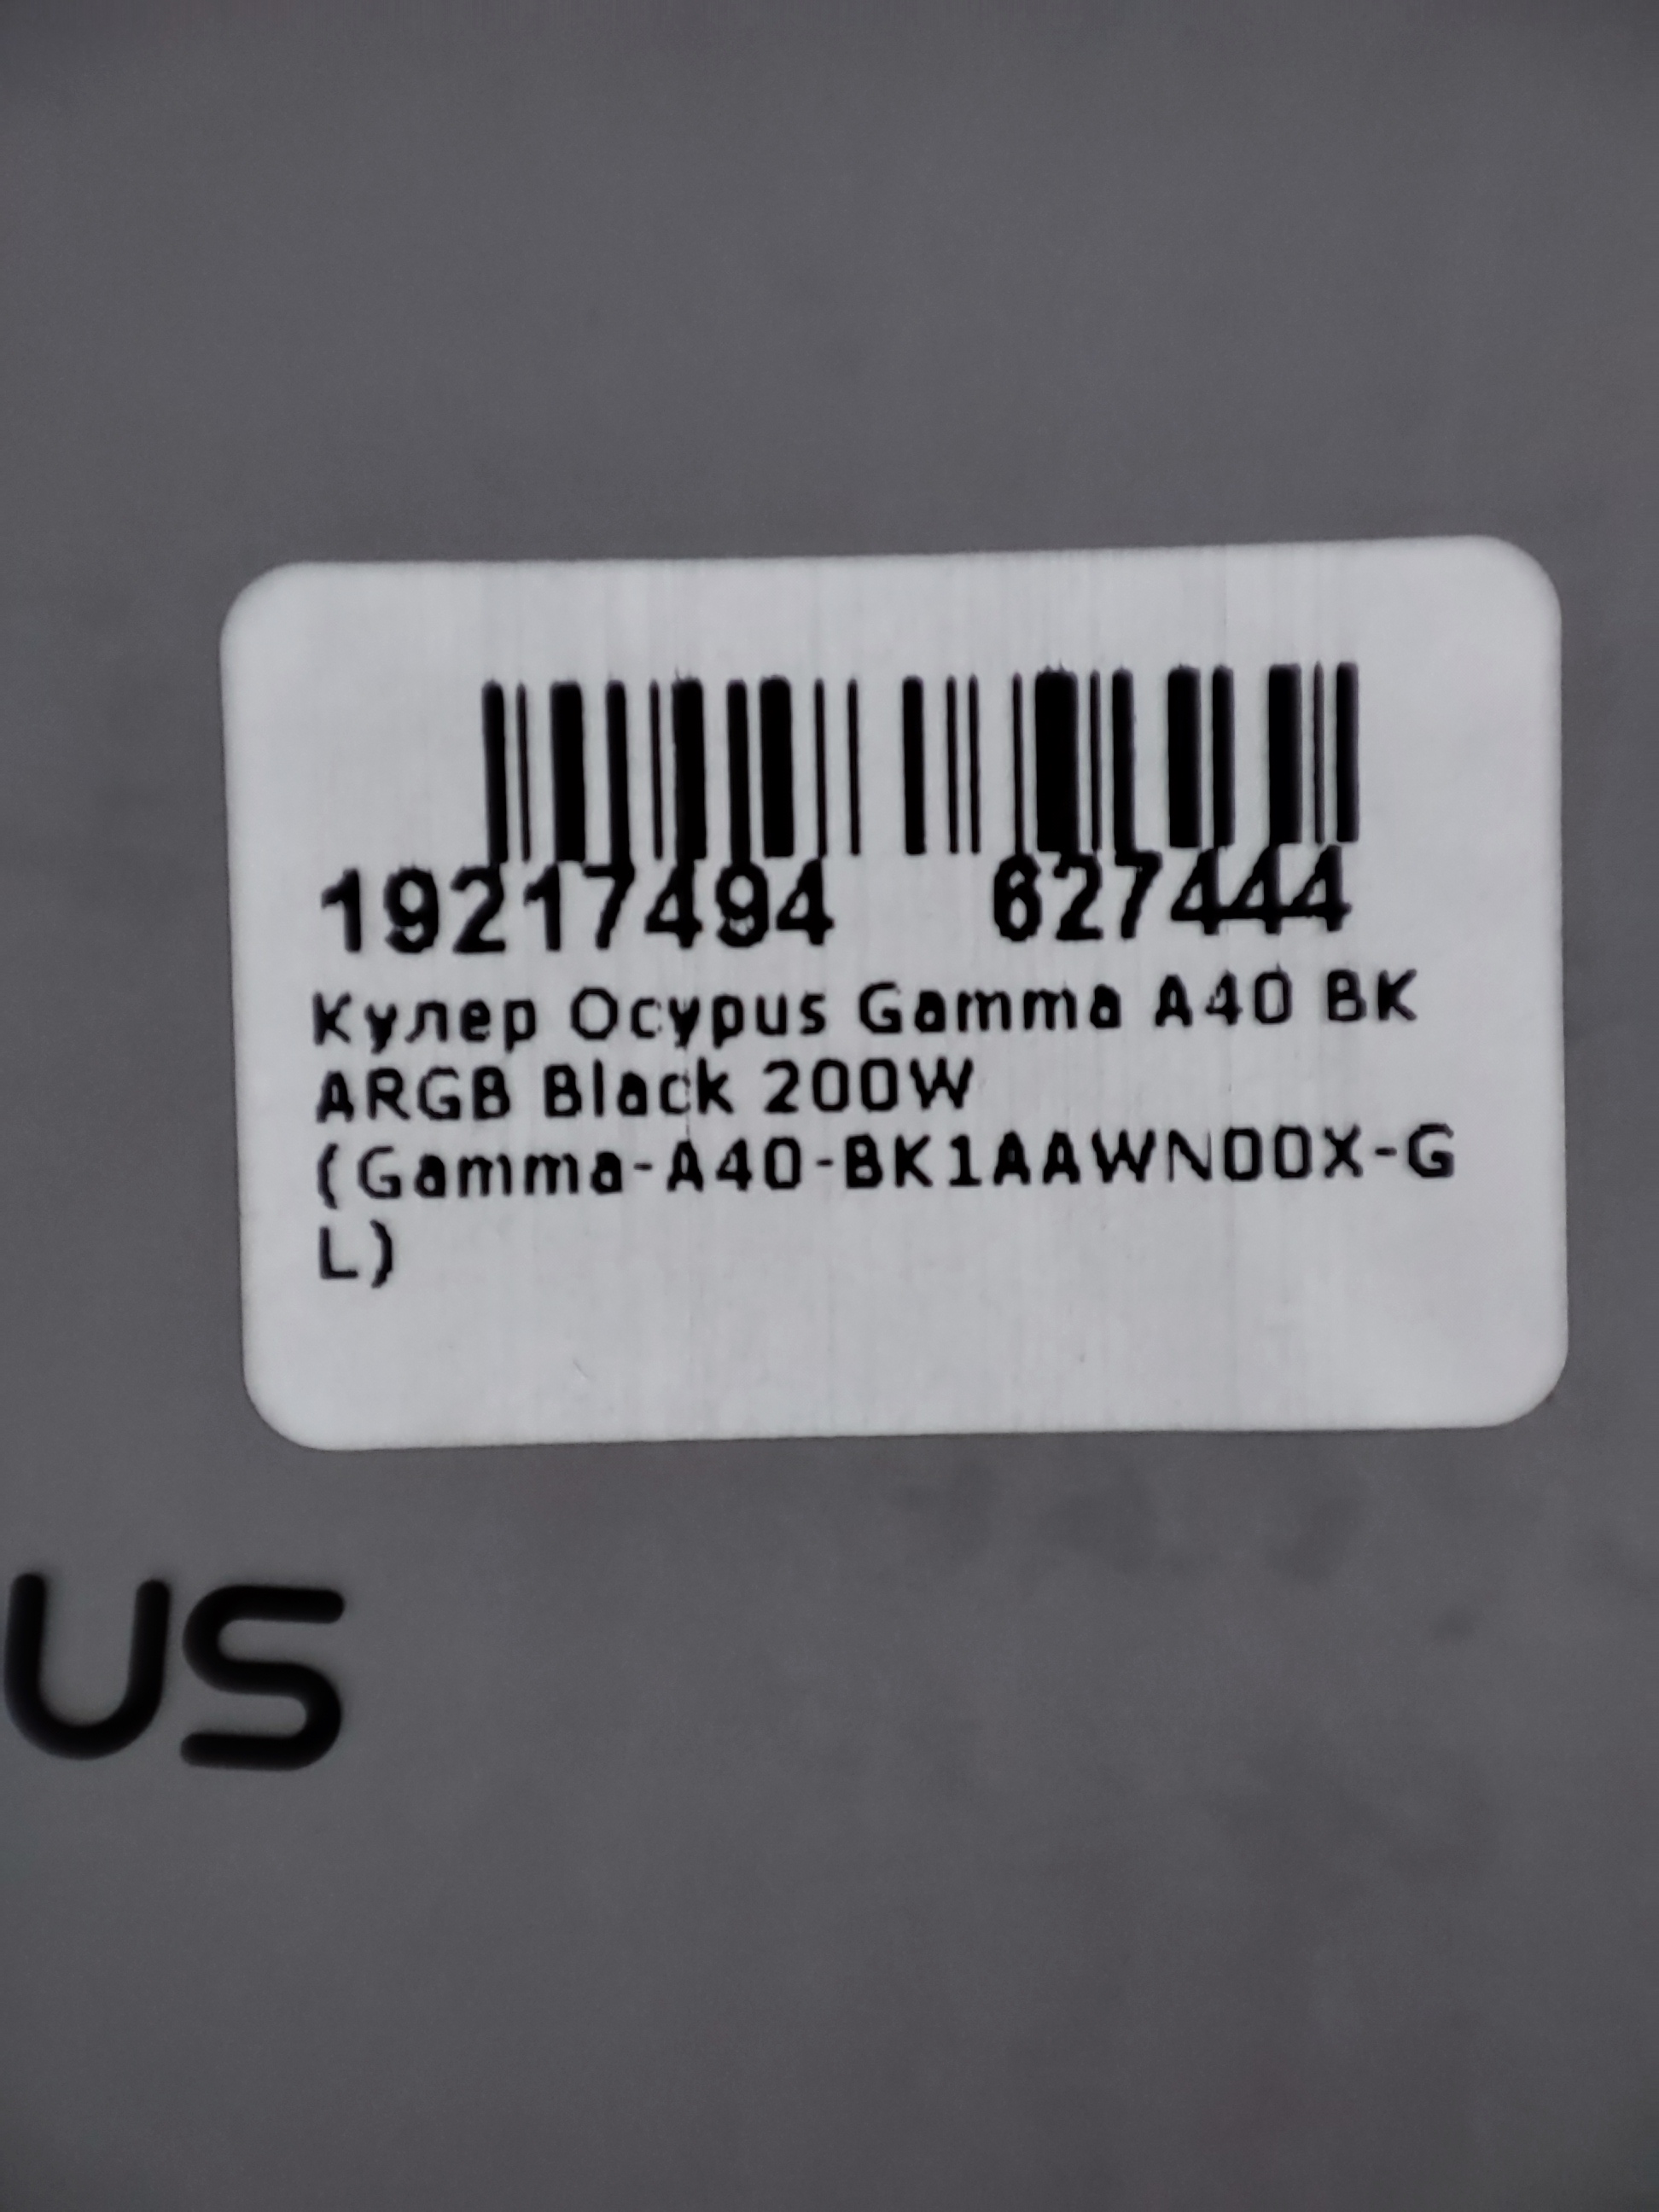 19217494 627444
Кулер Ocypus Gamma A40 BK
ARGB Black 200W
(Gamma-A40-BK1AAWN00X-G
L)
US